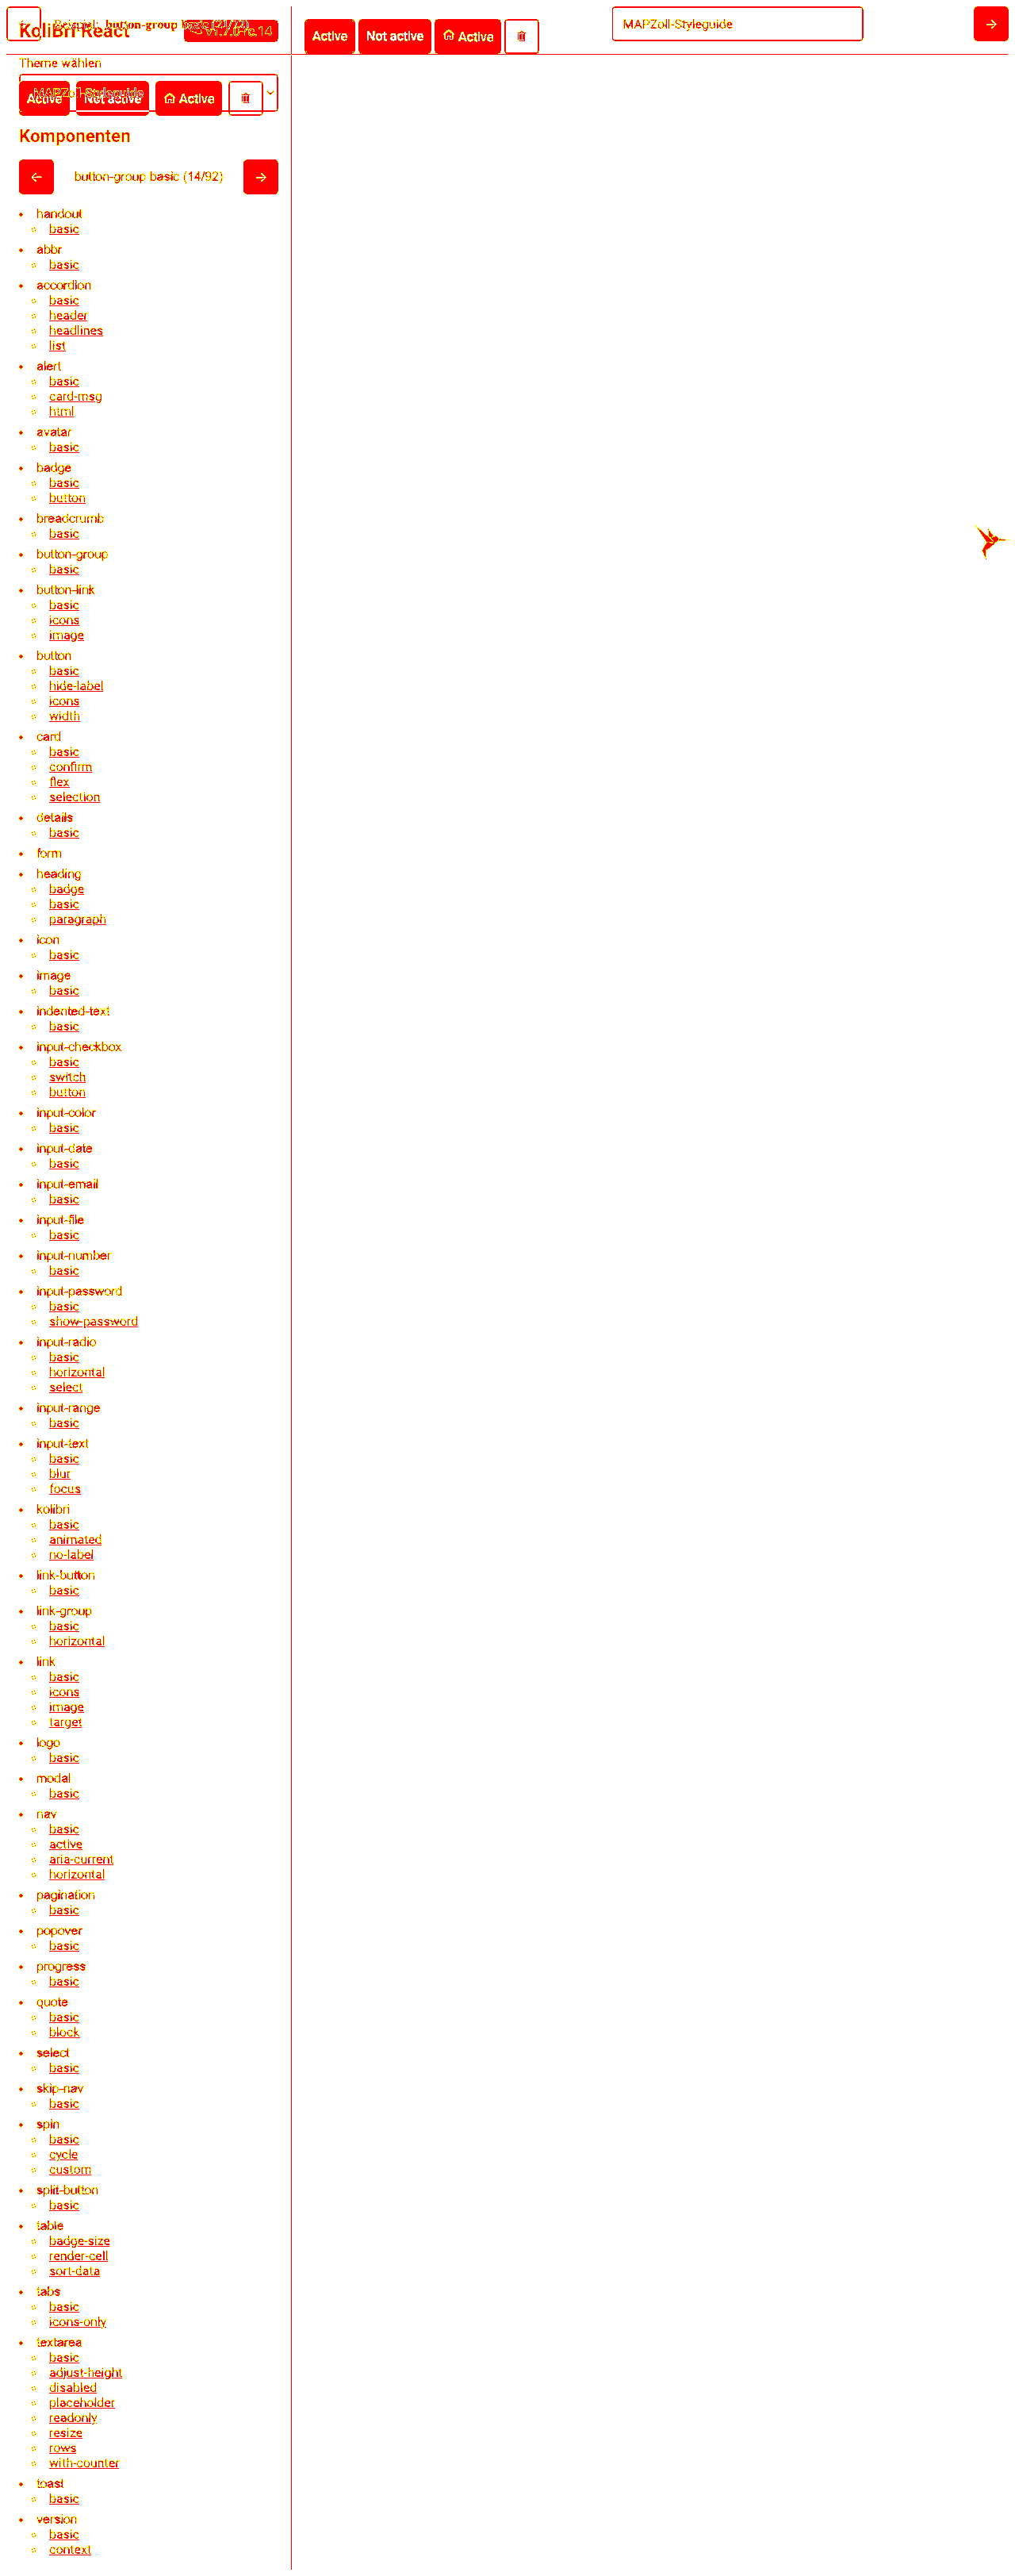 KoliBri React
Beispiel: button-group basic
Active Not active Active
MAPZoll-Styleguide
Theme wählen
MAPZoll-Styleguide
Active Not active Active
Komponenten
button-group basic (14/92)
handout
basic
abbr
basic
accordion
basic
header
headlines
list
alert
basic
card-msg
html
avatar
basic
badge
basic
button
breadcrumb
basic
button-group
basic
button-link
basic
icons
image
button
basic
hide-label
icons
width
card
basic
confirm
flex
selection
details
basic
form
heading
badge
basic
paragraph
icon
basic
image
basic
indented-text
basic
input-checkbox
basic
switch
button
input-color
basic
input-date
basic
input-email
basic
input-file
basic
input-number
basic
input-password
basic
show-password
input-radio
basic
horizontal
select
input-range
basic
input-text
basic
blur
focus
kolibri
basic
animated
no-label
link-button
basic
link-group
basic
horizontal
link
basic
icons
image
target
logo
basic
modal
basic
nav
basic
active
aria-current
horizontal
pagination
basic
popover
basic
progress
basic
quote
basic
block
select
basic
skip-nav
basic
spin
basic
cycle
custom
split-button
basic
table
badge-size
render-cell
sort-data
tabs
basic
icons-only
textarea
basic
adjust-height
disabled
placeholder
readonly
resize
rows
with-counter
toast
basic
version
basic
context